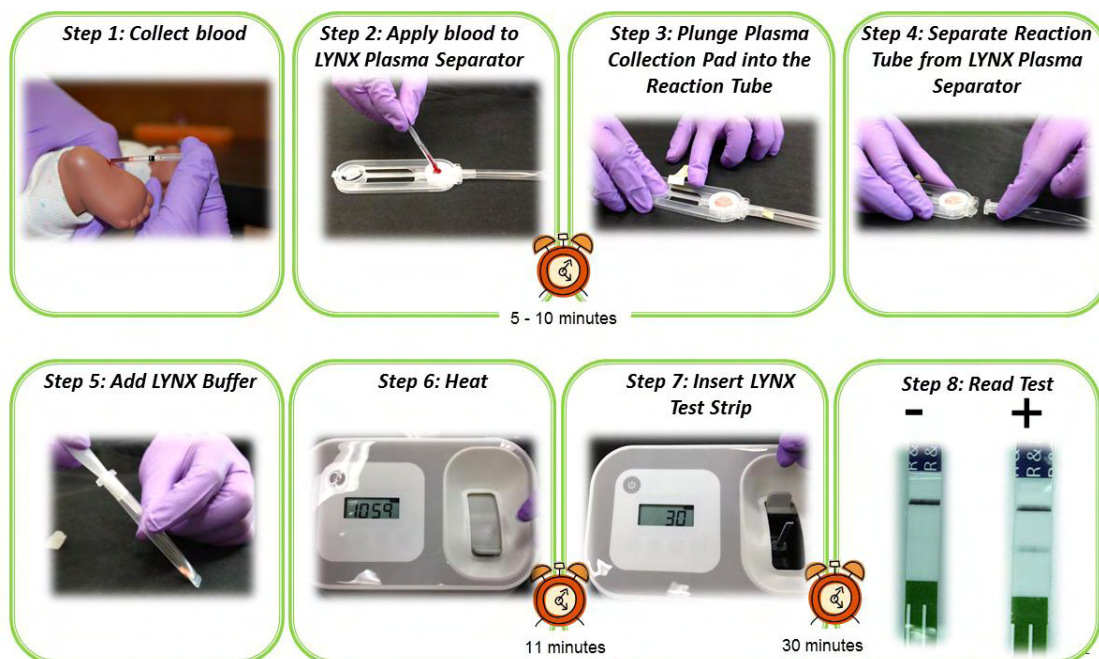 Step 1: Collect blood
Step 2: Apply blood to
LYNX Plasma Separator
Step 3: Plunge Plasma
Collection Pad into the
Reaction Tube
Step 4: Separate Reaction
Tube from LYNX Plasma
Separator
5 - 10 minutes
Step 5: Add LYNX Buffer
Step 6: Heat
1059
11 minutes
Step 7: Insert LYNX
Test Strip
30
30 minutes
Step 8: Read Test
- +
R &
R &
R &